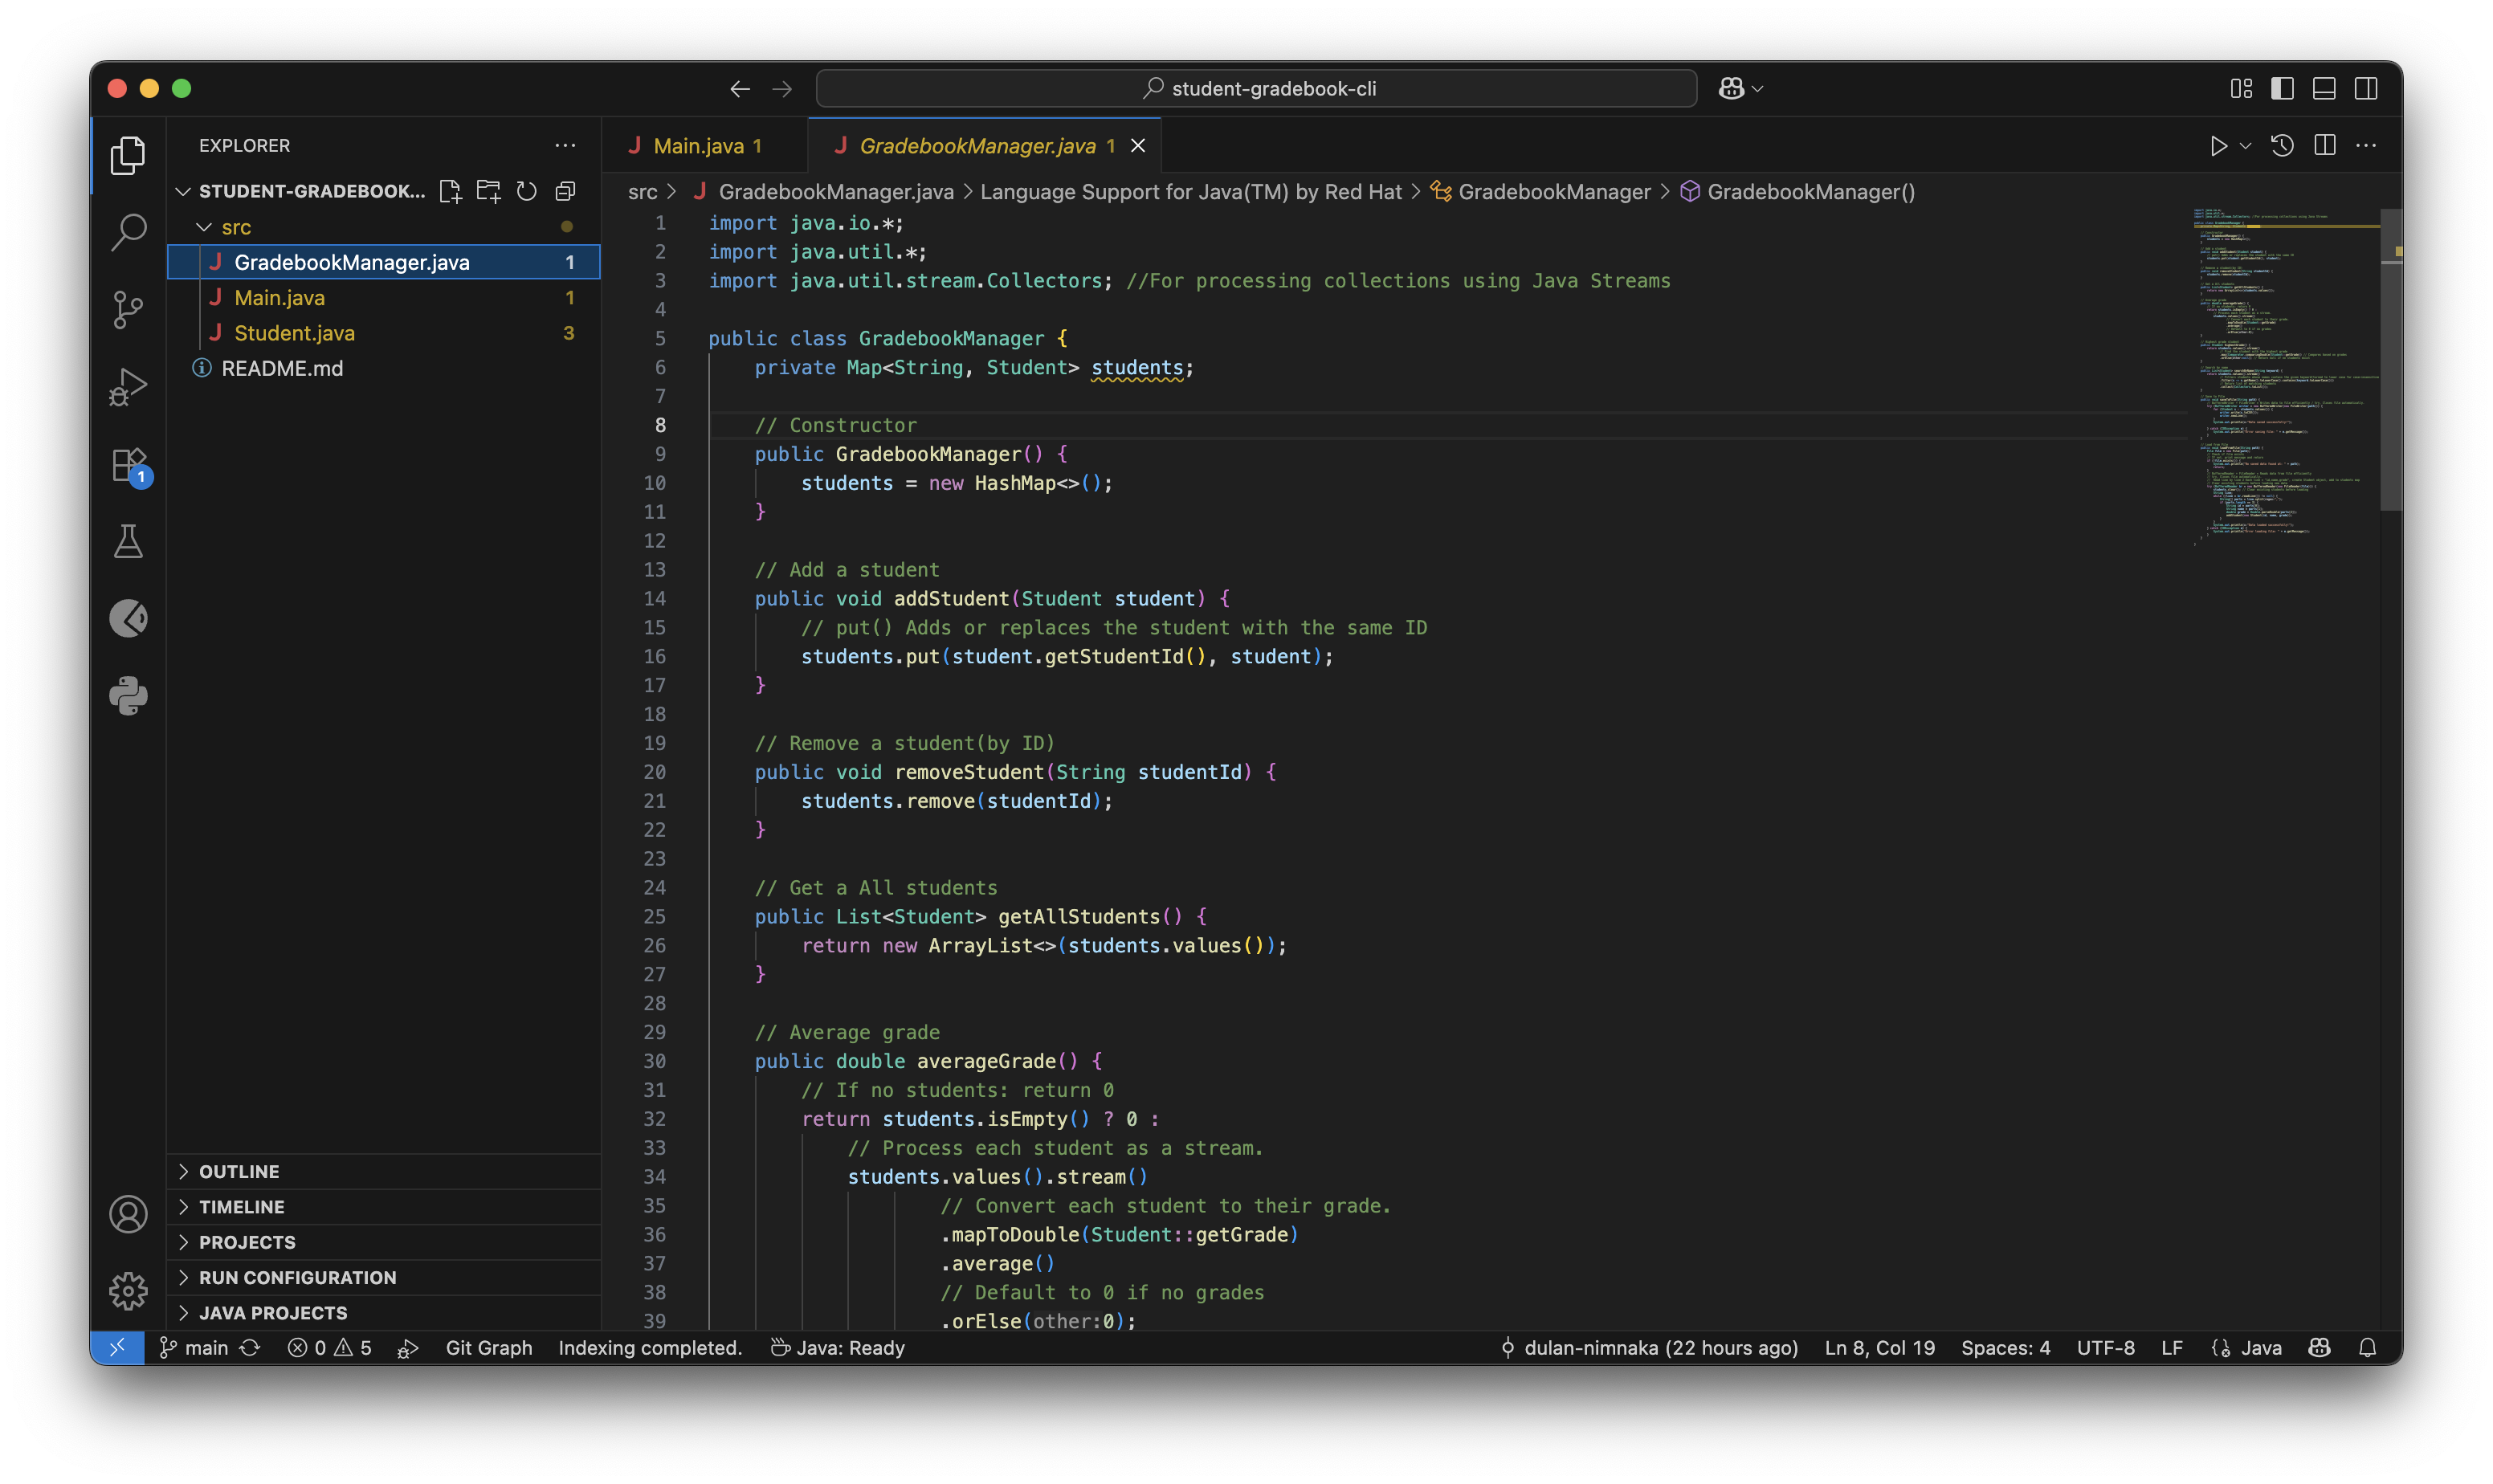 student-gradebook-cli
EXPLORER
STUDENT-GRADEBOOK...
src
GradebookManager.java 1
Main.java 1
Student.java 3
README.md
1
OUTLINE
TIMELINE
PROJECTS
RUN CONFIGURATION
JAVA PROJECTS
Main.java 1
GradebookManager.java 1
src > GradebookManager.java > Language Support for Java(TM) by Red Hat > GradebookManager > GradebookManager()
1 import java.io.*;
2 import java.util.*;
3 import java.util.stream.Collectors; //For processing collections using Java Streams
4
5 public class GradebookManager {
6 private Map<String, Student> students;
7
8 // Constructor
9 public GradebookManager() {
10 students = new HashMap<>();
11 }
12
13 // Add a student
14 public void addStudent(Student student) {
15 // put() Adds or replaces the student with the same ID
16 students.put(student.getStudentId(), student);
17 }
18
19 // Remove a student(by ID)
20 public void removeStudent(String studentId) {
21 students.remove(studentId);
22 }
23
24 // Get a All students
25 public List<Student> getAllStudents() {
26 return new ArrayList<>(students.values());
27 }
28
29 // Average grade
30 public double averageGrade() {
31 // If no students: return 0
32 return students.isEmpty() ? 0 :
33 // Process each student as a stream.
34 students.values().stream()
35 // Convert each student to their grade.
36 .mapToDouble(Student::getGrade)
37 .average()
38 // Default to 0 if no grades
39 .orElse(other:0);
main 0 5 Git Graph Indexing completed. Java: Ready dulan-nimnaka (22 hours ago) Ln 8, Col 19 Spaces: 4 UTF-8 LF Java